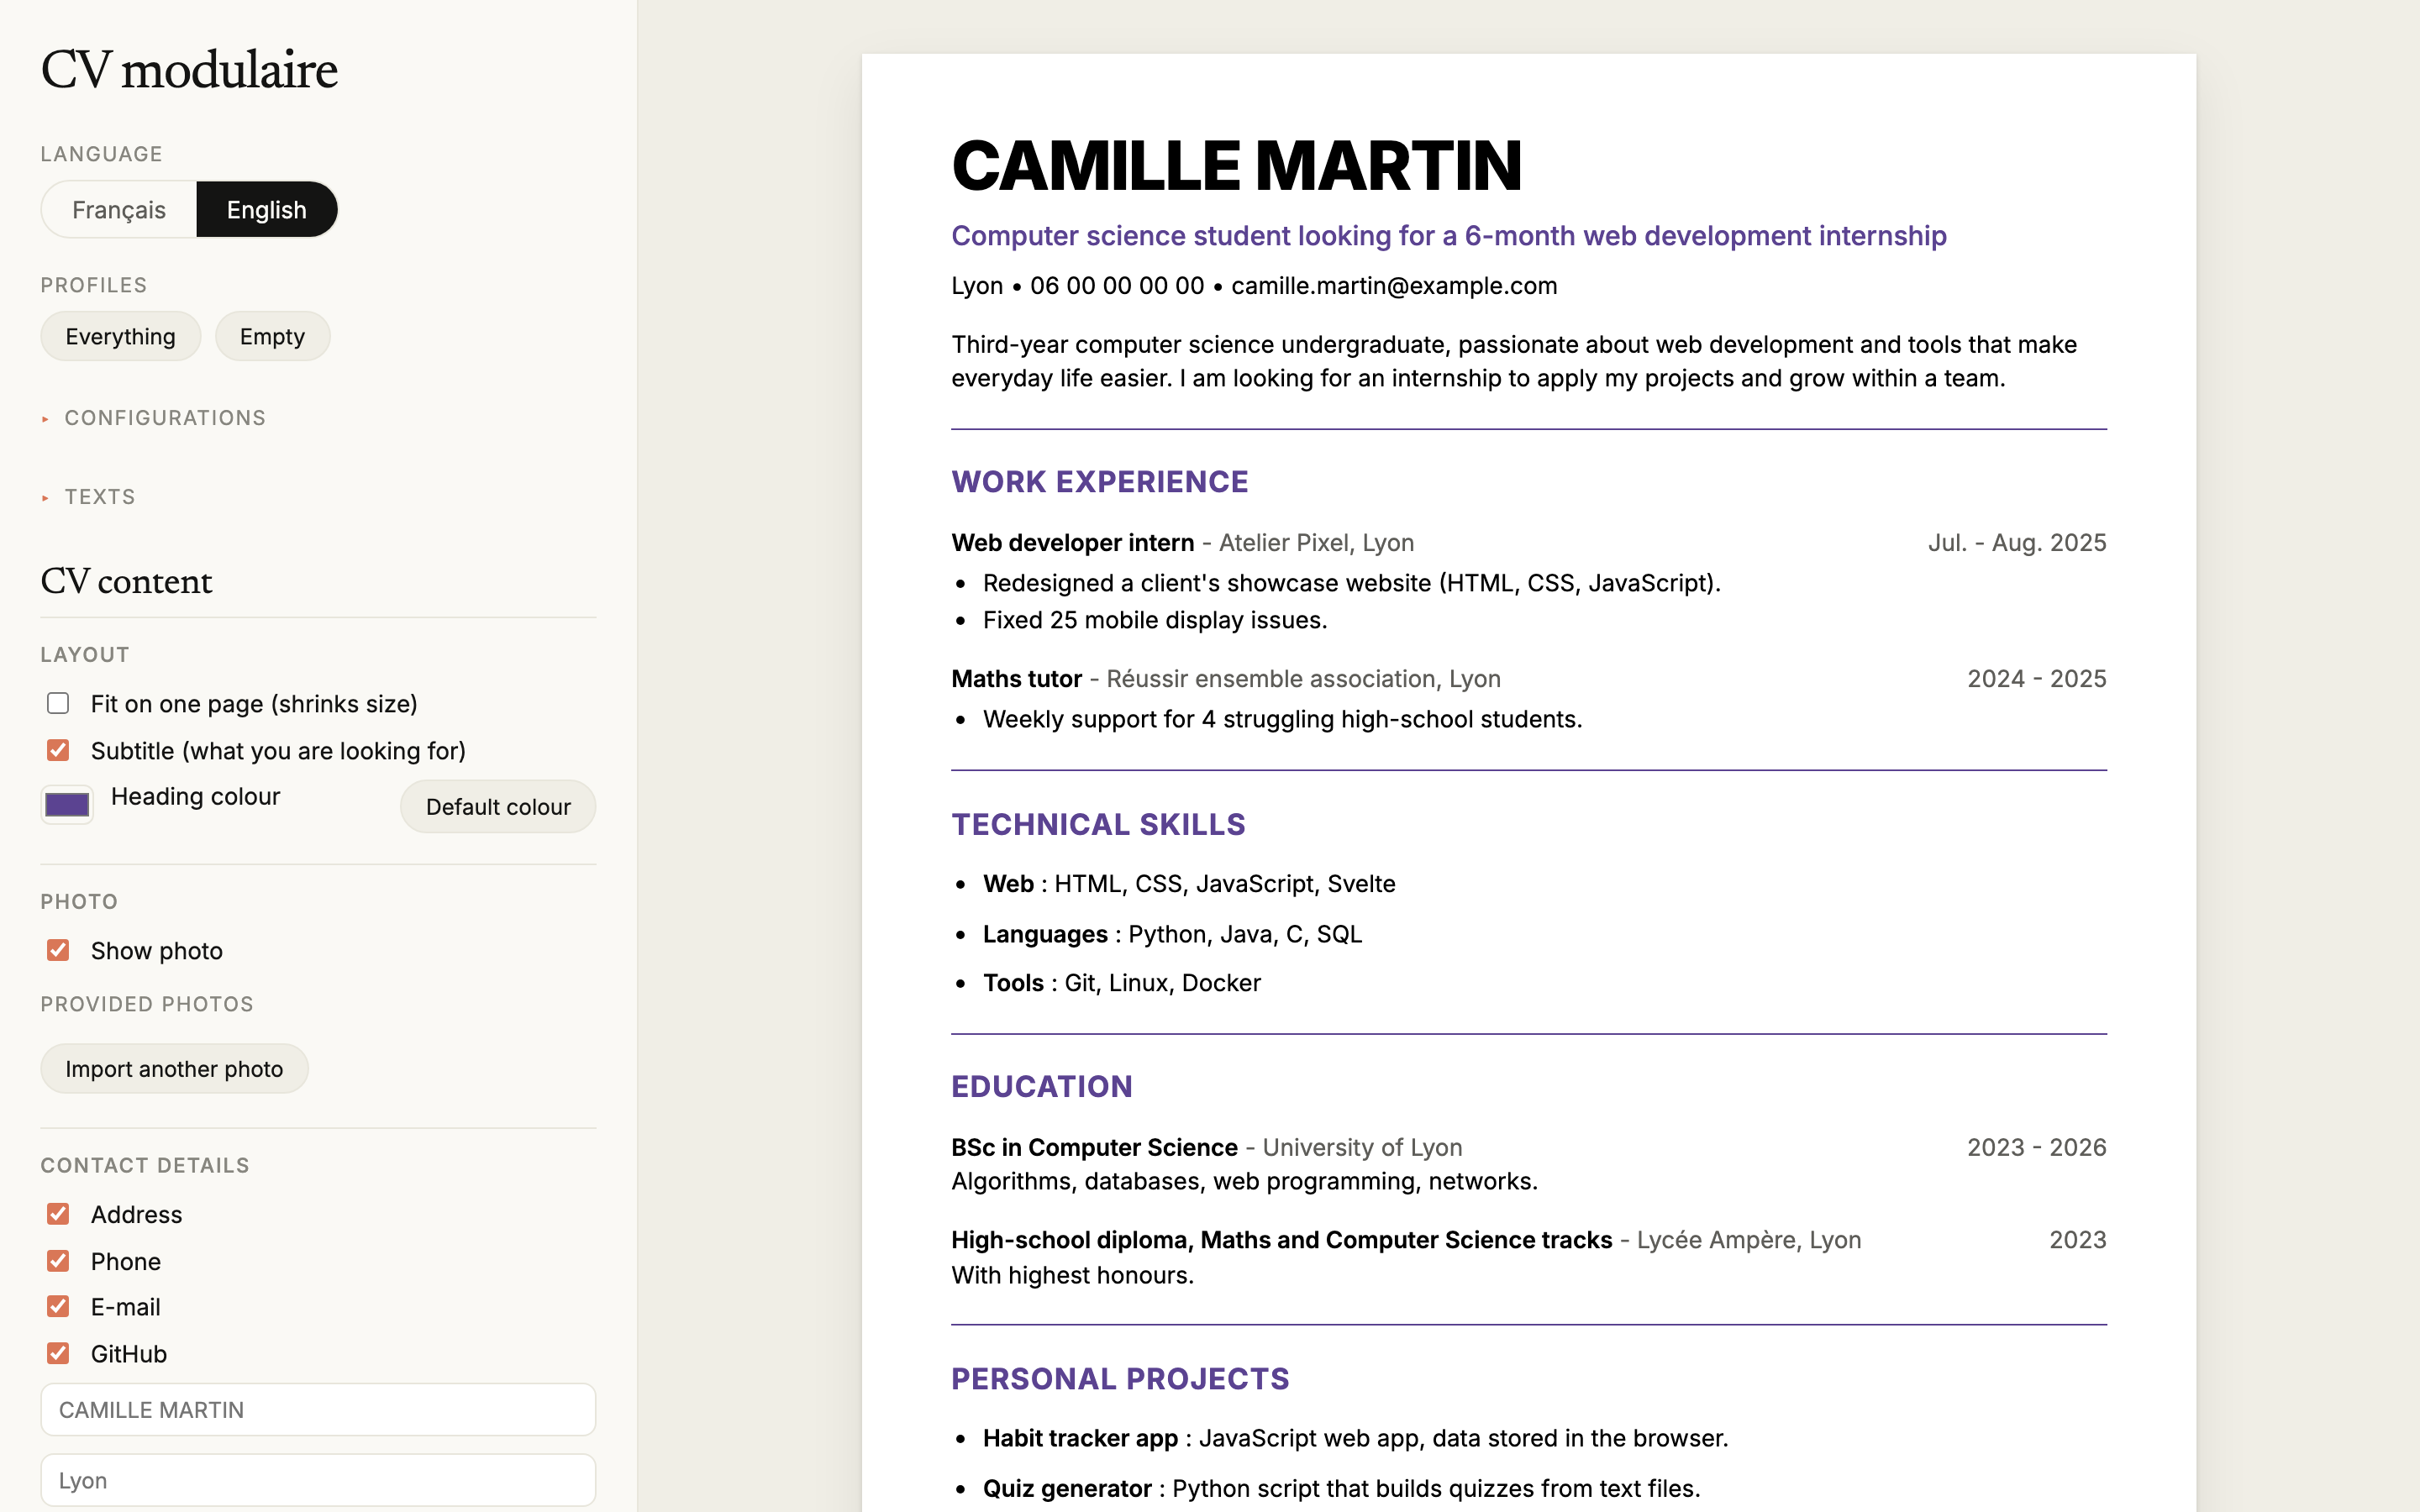 CV modulaire
LANGUAGE
Français English
PROFILES
Everything Empty
CONFIGURATIONS
TEXTS
CV content
LAYOUT
Fit on one page (shrinks size)
Subtitle (what you are looking for)
Heading colour Default colour
PHOTO
Show photo
PROVIDED PHOTOS
Import another photo
CONTACT DETAILS
Address
Phone
E-mail
GitHub
CAMILLE MARTIN
Lyon
CAMILLE MARTIN
Computer science student looking for a 6-month web development internship
Lyon • 06 00 00 00 00 • camille.martin@example.com
Third-year computer science undergraduate, passionate about web development and tools that make
everyday life easier. I am looking for an internship to apply my projects and grow within a team.
WORK EXPERIENCE
Web developer intern - Atelier Pixel, Lyon Jul. - Aug. 2025
• Redesigned a client's showcase website (HTML, CSS, JavaScript).
• Fixed 25 mobile display issues.
Maths tutor - Réussir ensemble association, Lyon 2024 - 2025
• Weekly support for 4 struggling high-school students.
TECHNICAL SKILLS
• Web : HTML, CSS, JavaScript, Svelte
• Languages : Python, Java, C, SQL
• Tools : Git, Linux, Docker
EDUCATION
BSc in Computer Science - University of Lyon 2023 - 2026
Algorithms, databases, web programming, networks.
High-school diploma, Maths and Computer Science tracks - Lycée Ampère, Lyon 2023
With highest honours.
PERSONAL PROJECTS
• Habit tracker app : JavaScript web app, data stored in the browser.
• Quiz generator : Python script that builds quizzes from text files.